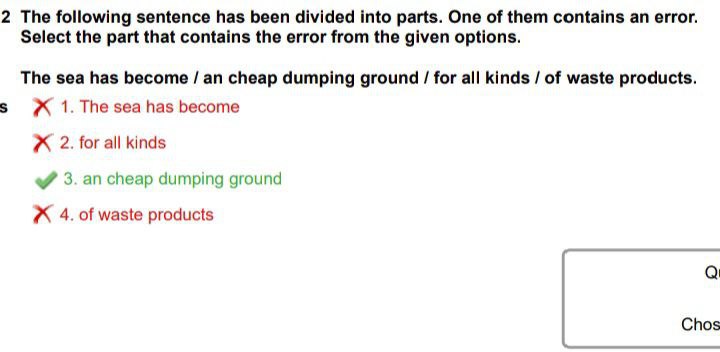 2 The following sentence has been divided into parts. One of them contains an error.
Select the part that contains the error from the given options.
The sea has become / an cheap dumping ground / for all kinds / of waste products.
s 1. The sea has become
2. for all kinds
3. an cheap dumping ground
4. of waste products
Q
Chos